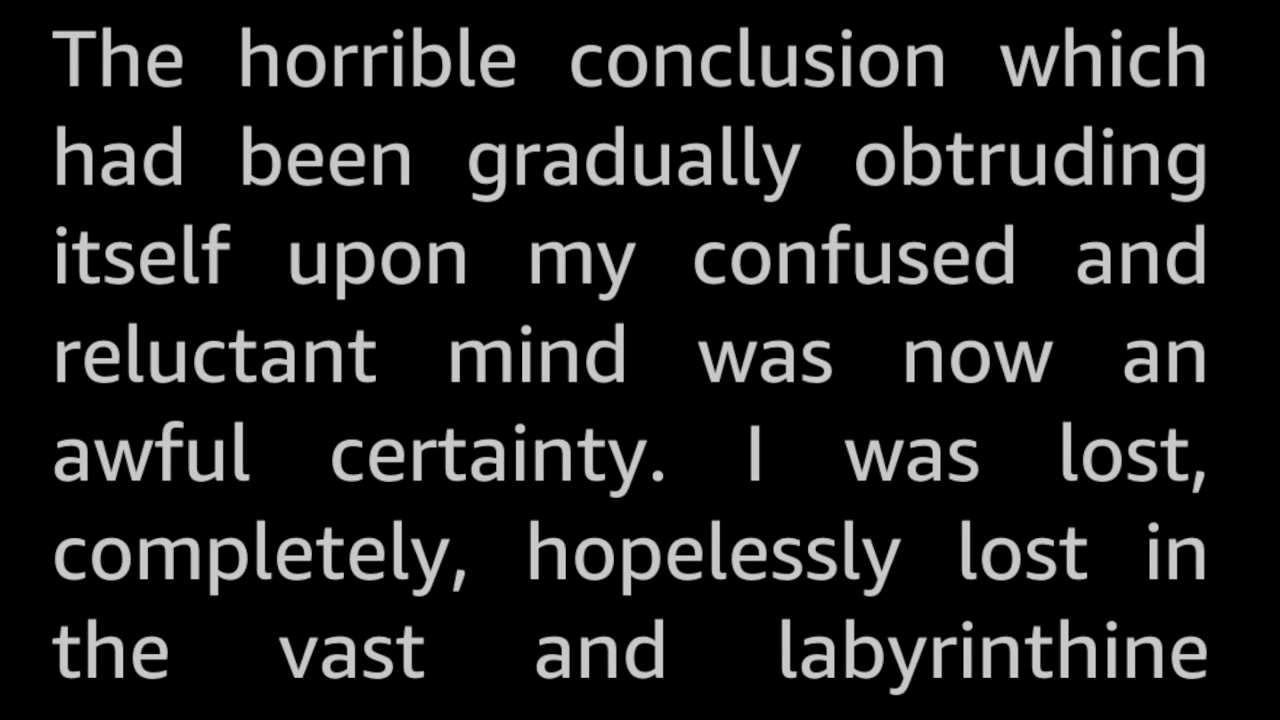 The horrible conclusion which
had been gradually obtruding
itself upon my confused and
reluctant mind was now an
awful certainty. I was lost,
completely, hopelessly lost in
the vast and labyrinthine